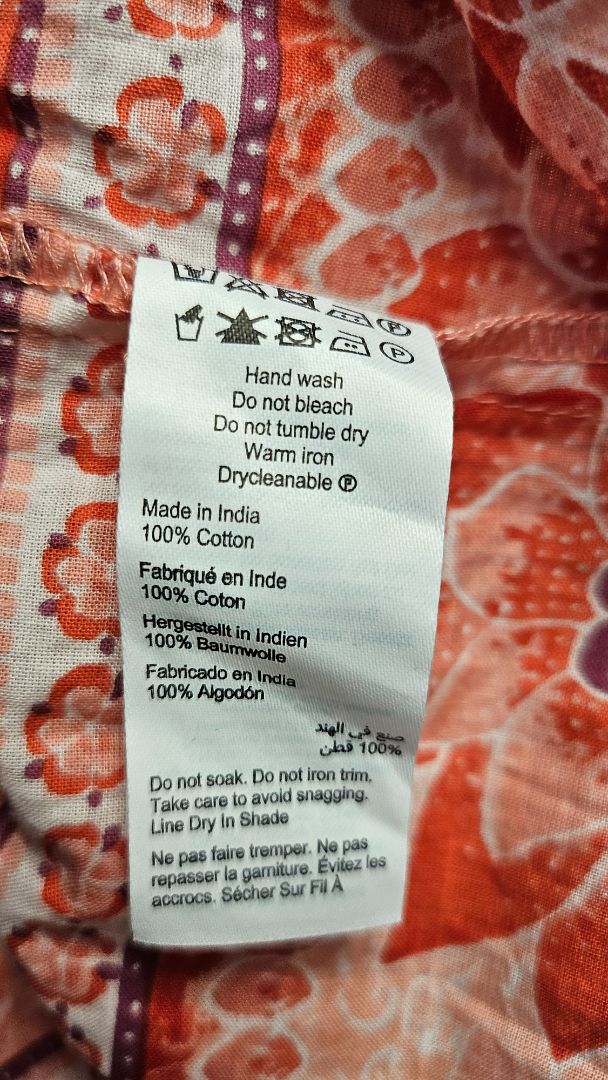 Hand wash
Do not bleach
Do not tumble dry
Warm iron
Drycleanable Ⓟ
Made in India
100% Cotton
Fabriqué en Inde
100% Coton
Hergestellt in Indien
100% Baumwolle
Fabricado en India
100% Algodón
صنع في الهند
100% قطن
Do not soak. Do not iron trim.
Take care to avoid snagging.
Line Dry In Shade
Ne pas faire tremper. Ne pas
repasser la garniture. Évitez les
accrocs. Sécher Sur Fil À